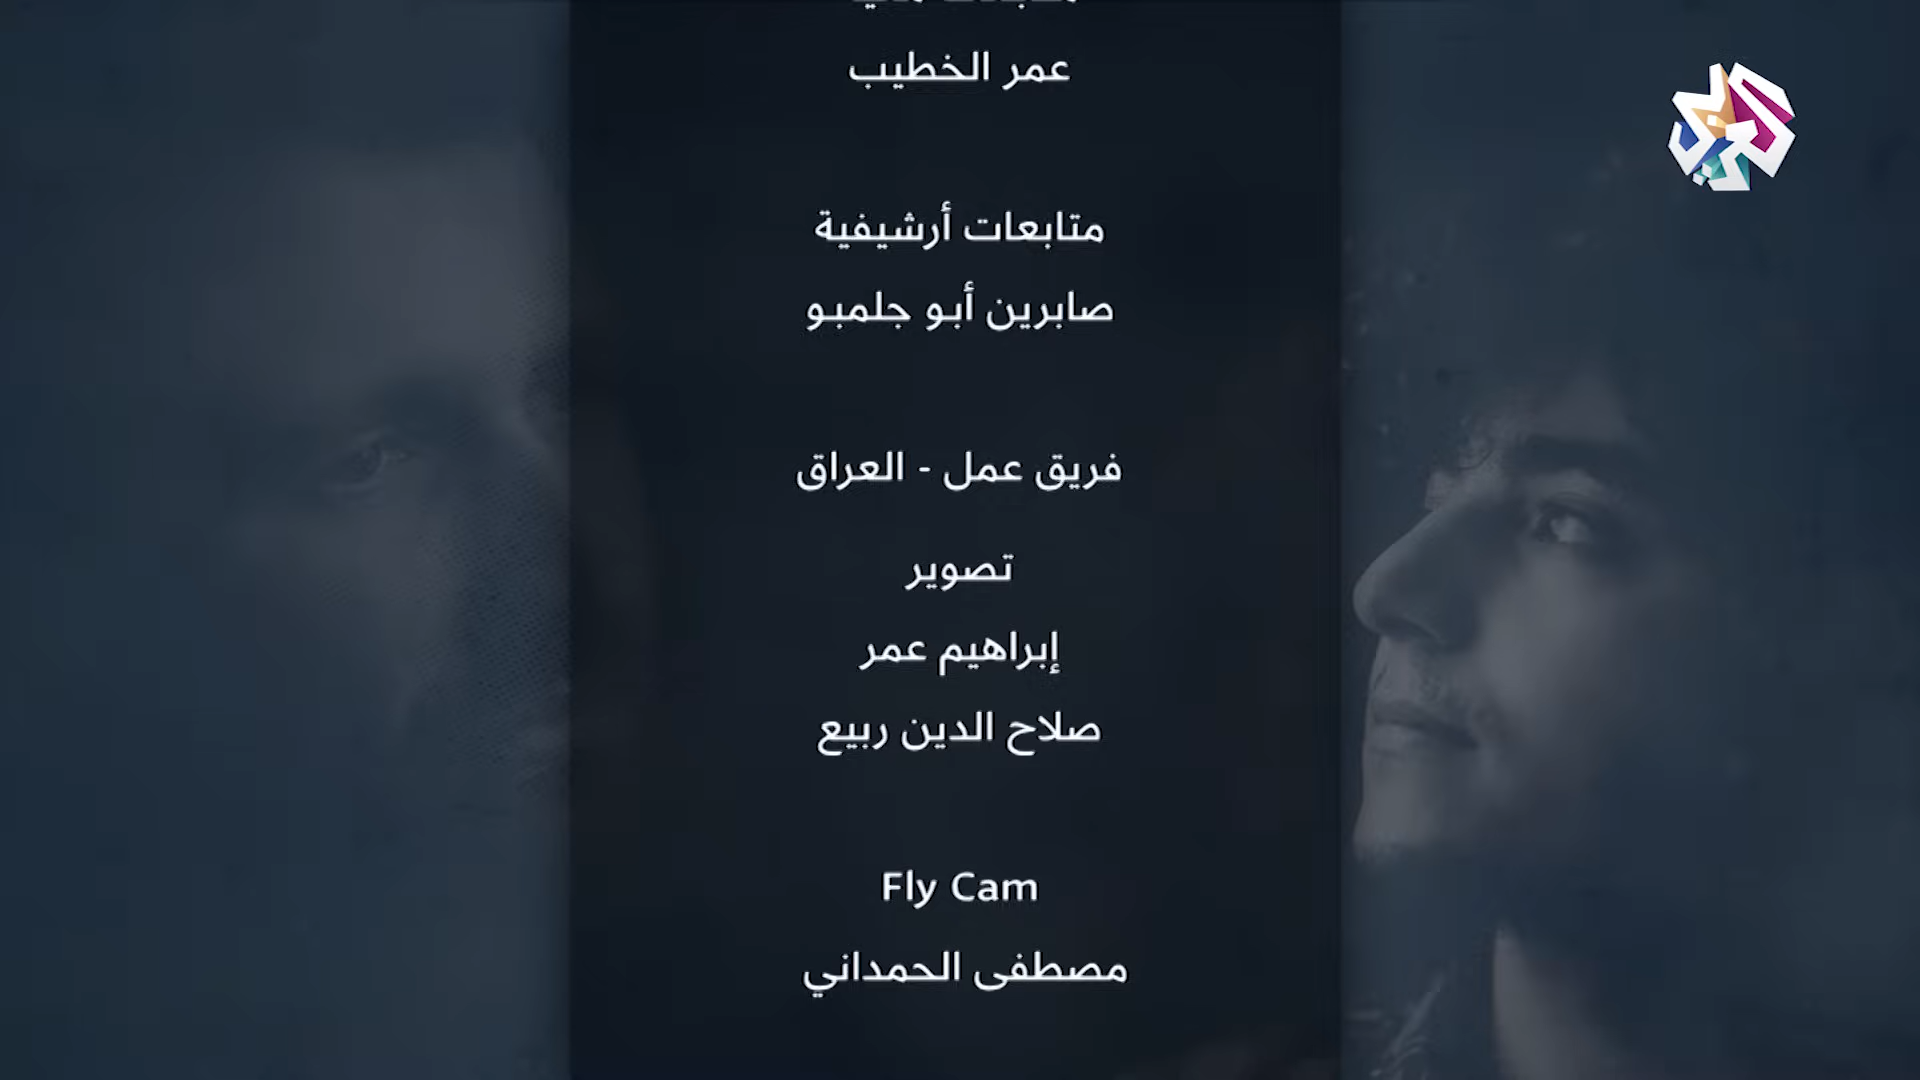 عمر الخطيب
متابعات أرشيفية
صابرين أبو جلمبو
فريق عمل - العراق
تصوير
إبراهيم عمر
صلاح الدين ربيع
Fly Cam
مصطفى الحمداني